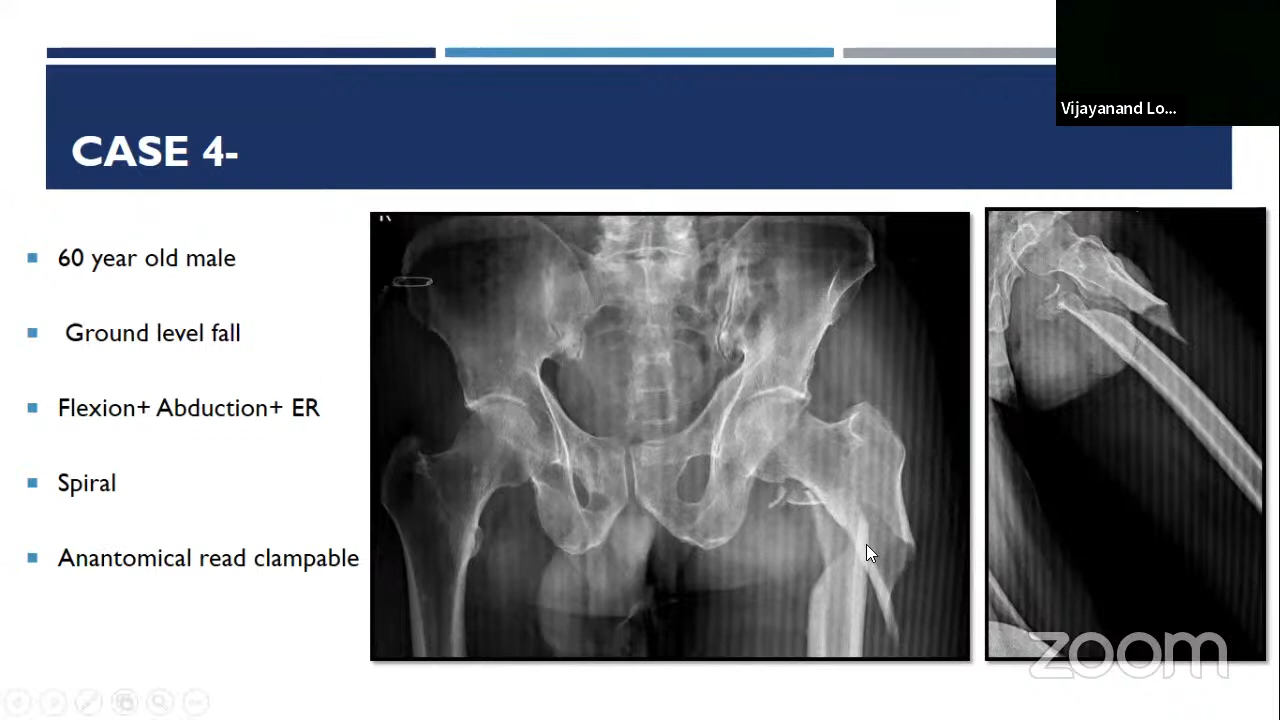 Vijayanand Lo...
CASE 4-
60 year old male
Ground level fall
Flexion+ Abduction+ ER
Spiral
Anantomical read clampable
zoom